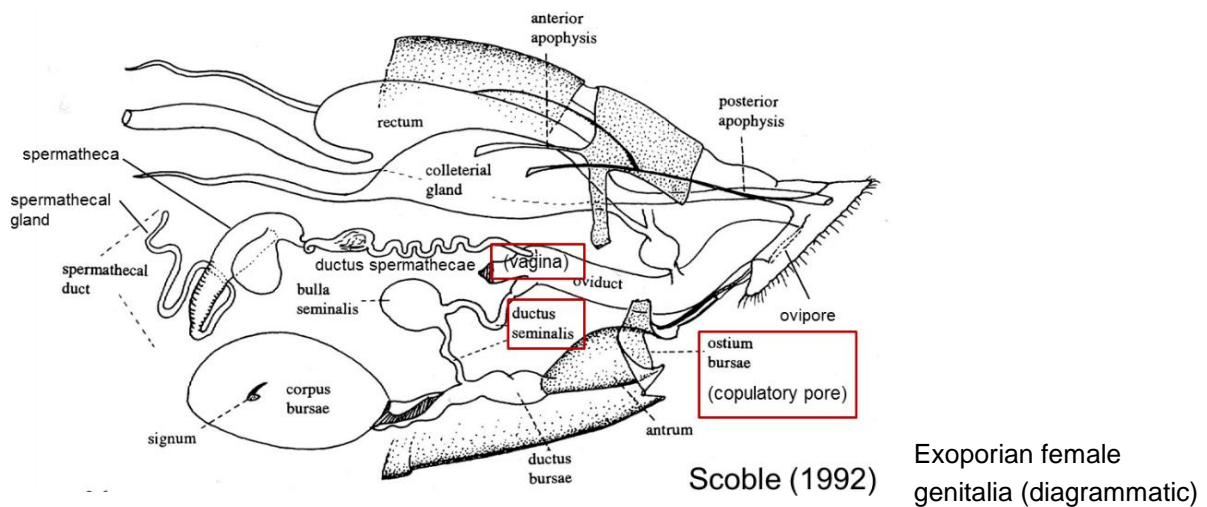 anterior
apophysis
posterior
apophysis
rectum
spermatheca
colleterial
gland
spermathecal
gland
spermathecal
duct
ductus spermathecae
(vagina)
oviduct
bulla
seminalis
ductus
seminalis
ovipore
ostium
bursae
(copulatory pore)
corpus
bursae
signum
antrum
ductus
bursae
Scoble (1992)
Exoporian female
genitalia (diagrammatic)